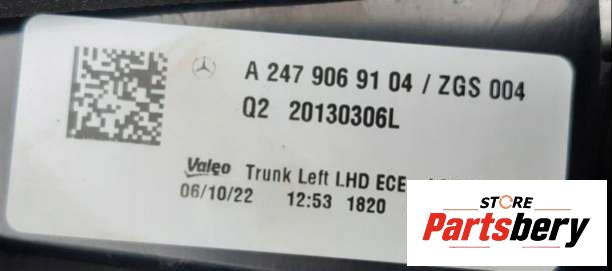 A 247 906 91 04 / ZGS 004
Q2 20130306L
Valeo Trunk Left LHD ECE
06/10/22 12:53 1820
STORE
Partsbery